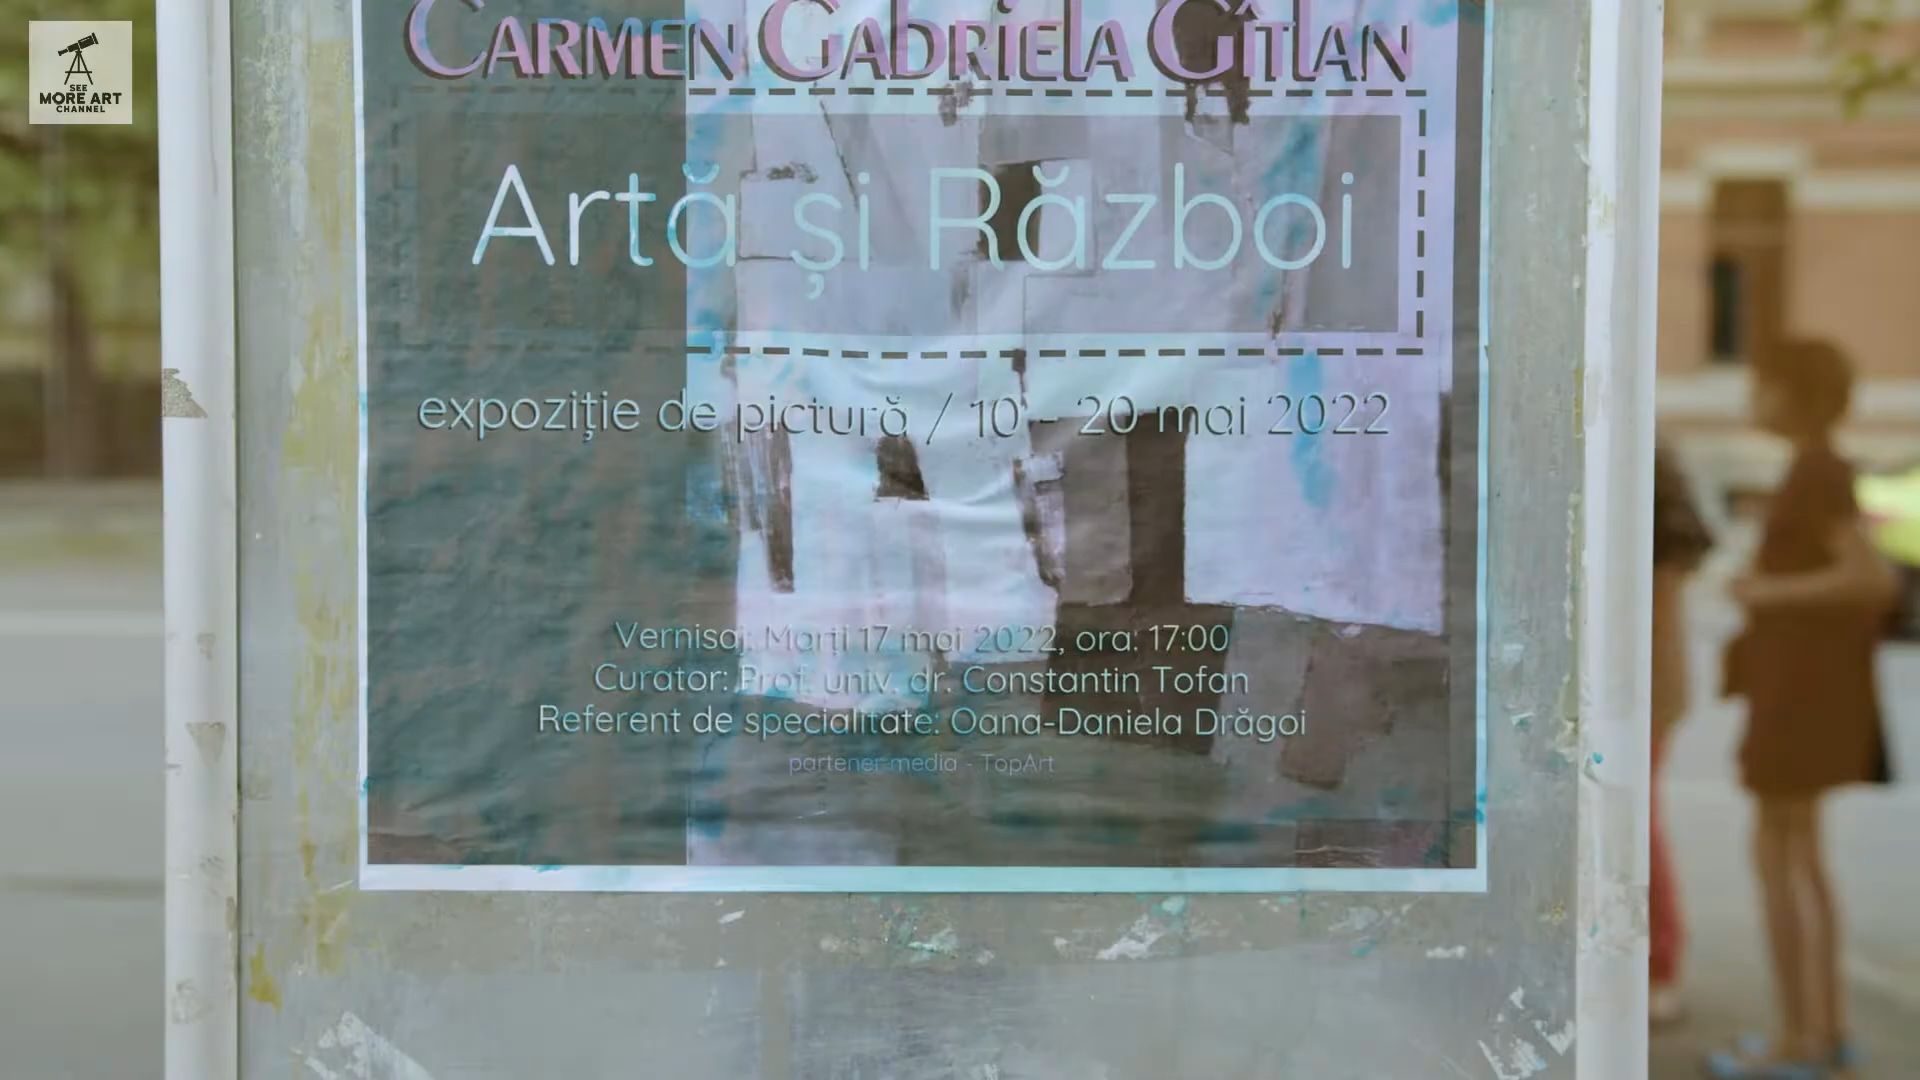 SEE
MORE ART
CHANNEL
CARMEN GABRIELA GÎTLAN
Artă și Război
expoziție de pictură / 10 - 20 mai 2022
Vernisaj: Marți 17 mai 2022, ora: 17:00
Curator: Prof. univ. dr. Constantin Tofan
Referent de specialitate: Oana-Daniela Drăgoi
partener media - TopArt